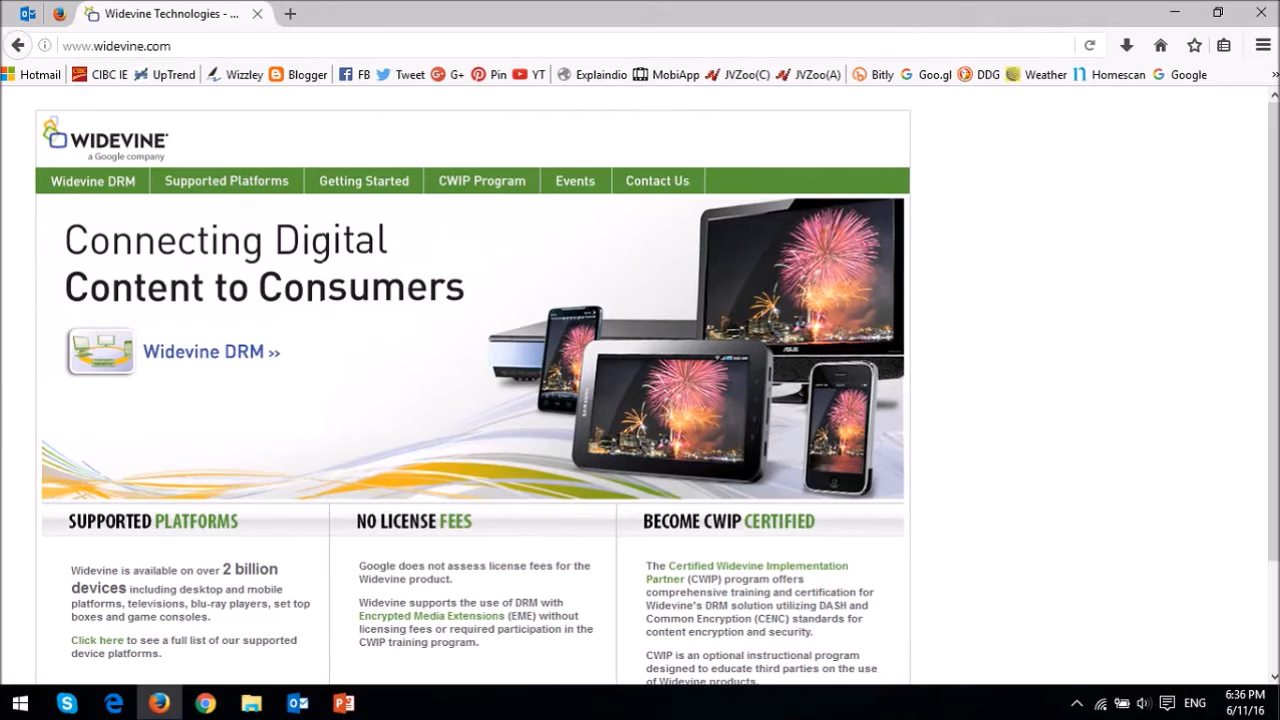 Widevine Technologies - ...
www.widevine.com
Hotmail CIBC IE UpTrend Wizzley Blogger FB Tweet G+ Pin YT Explaindio MobiApp JVZoo(C) JVZoo(A) Bitly Goo.gl DDG Weather Homescan Google
WIDEVINE
a Google company
Widevine DRM Supported Platforms Getting Started CWIP Program Events Contact Us
Connecting Digital
Content to Consumers
Widevine DRM >>
SUPPORTED PLATFORMS
Widevine is available on over 2 billion
devices including desktop and mobile
platforms, televisions, blu-ray players, set top
boxes and game consoles.
Click here to see a full list of our supported
device platforms.
NO LICENSE FEES
Google does not assess license fees for the
Widevine product.
Widevine supports the use of DRM with
Encrypted Media Extensions (EME) without
licensing fees or required participation in the
CWIP training program.
BECOME CWIP CERTIFIED
The Certified Widevine Implementation
Partner (CWIP) program offers
comprehensive training and certification for
Widevine's DRM solution utilizing DASH and
Common Encryption (CENC) standards for
content encryption and security.
CWIP is an optional instructional program
designed to educate third parties on the use
of Widevine products.
ENG
6:36 PM
6/11/16